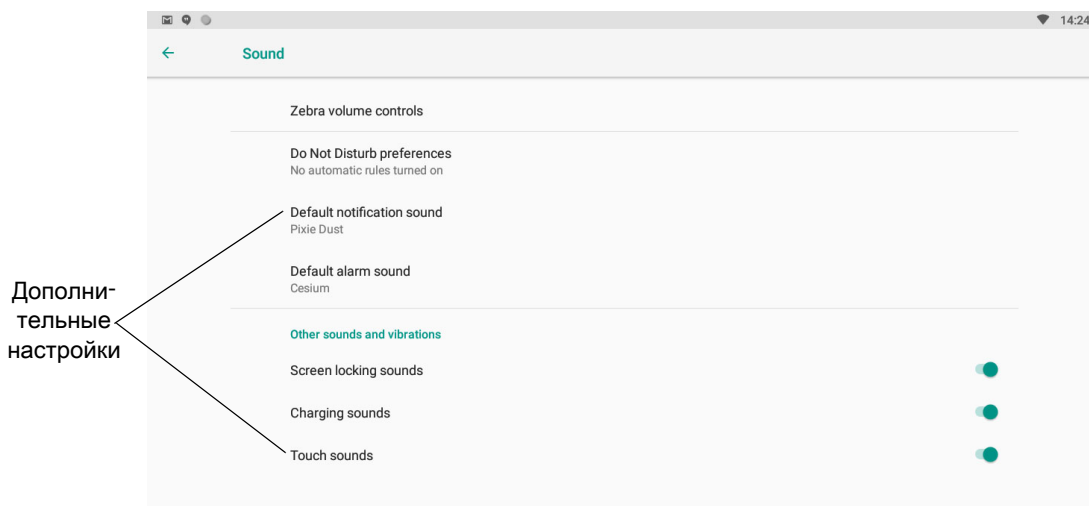 14:24
Sound
Zebra volume controls
Do Not Disturb preferences
No automatic rules turned on
Default notification sound
Pixie Dust
Default alarm sound
Cesium
Дополни-
тельные
настройки
Other sounds and vibrations
Screen locking sounds
Charging sounds
Touch sounds